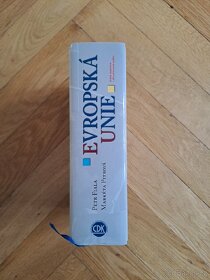 EVROPSKÁ
UNIE
PETR FIALA
MARKÉTA PITROVÁ
CDK